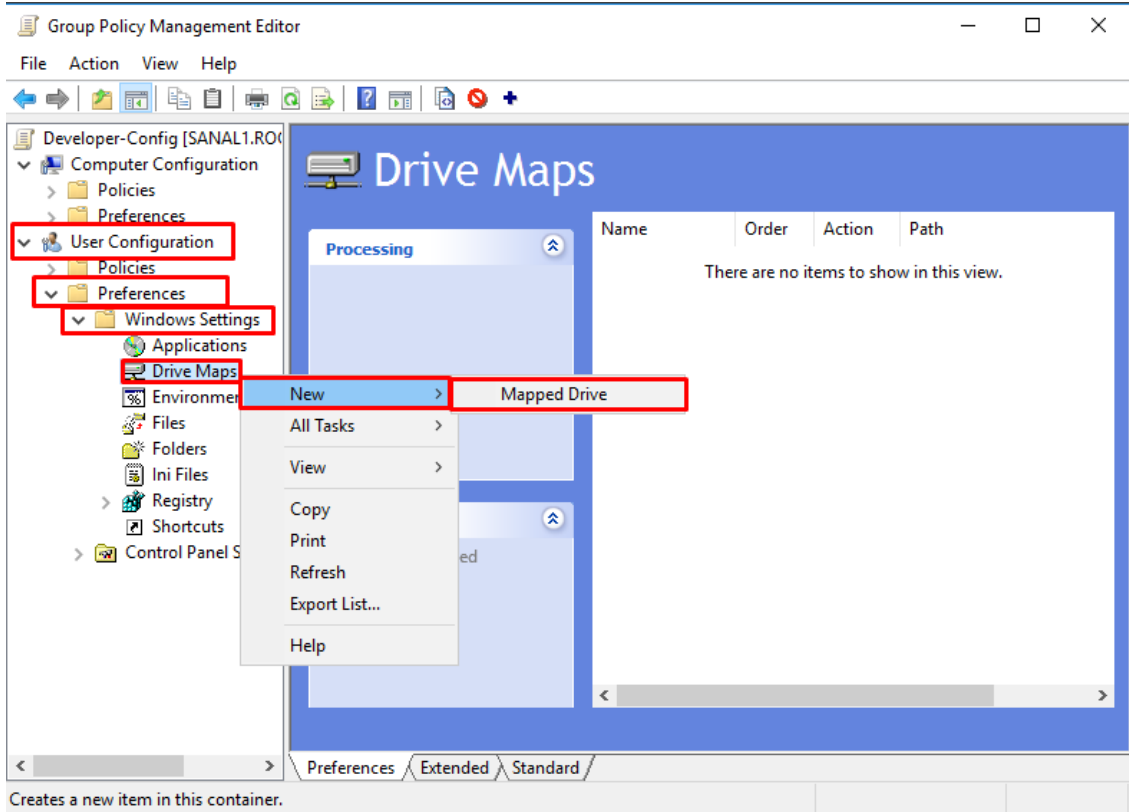 Group Policy Management Editor
File Action View Help
Developer-Config [SANAL1.RO
Computer Configuration
Policies
Preferences
User Configuration
Policies
Preferences
Windows Settings
Applications
Drive Maps
Environmen
Files
Folders
Ini Files
Registry
Shortcuts
Control Panel S
Drive Maps
Processing
ed
Name Order Action Path
There are no items to show in this view.
New
Mapped Drive
All Tasks
View
Copy
Print
Refresh
Export List...
Help
Preferences Extended Standard
Creates a new item in this container.